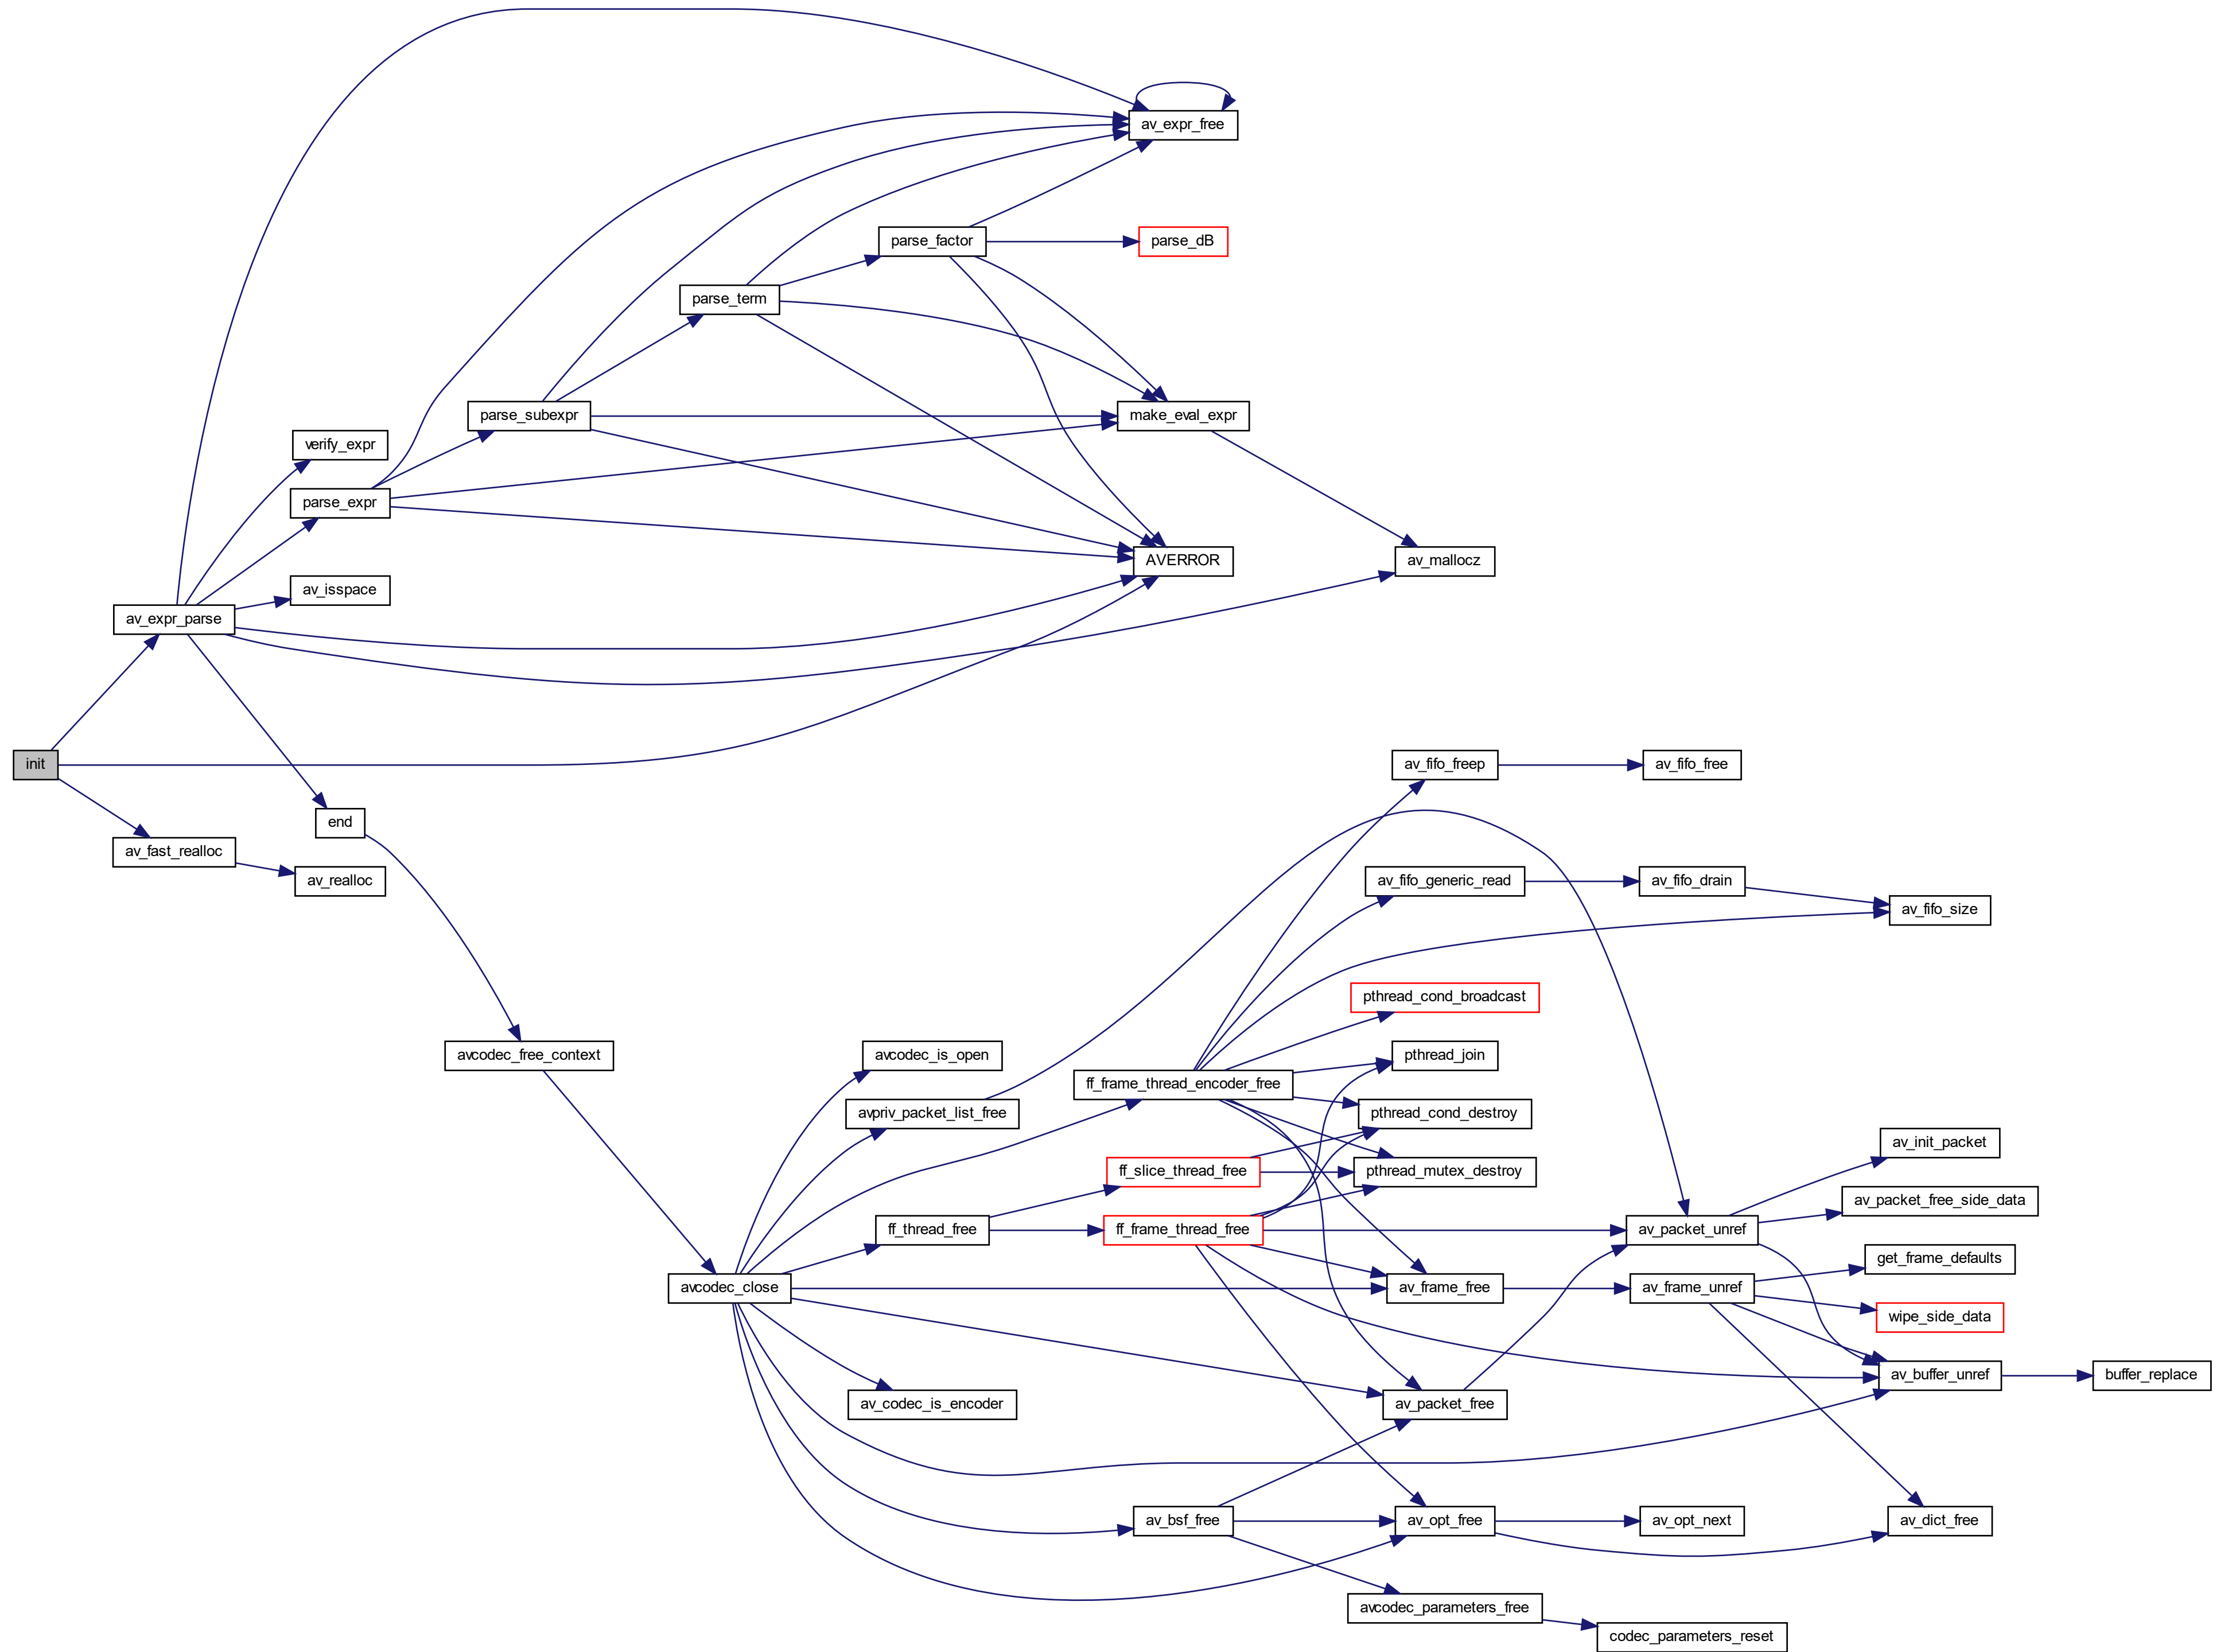 av_expr_free
parse_factor
parse_dB
parse_term
parse_subexpr
make_eval_expr
verify_expr
parse_expr
AVERROR
av_mallocz
av_isspace
av_expr_parse
init
av_fifo_freep
av_fifo_free
end
av_fast_realloc
av_realloc
av_fifo_generic_read
av_fifo_drain
av_fifo_size
pthread_cond_broadcast
avcodec_free_context
avcodec_is_open
pthread_join
ff_frame_thread_encoder_free
avpriv_packet_list_free
pthread_cond_destroy
av_init_packet
ff_slice_thread_free
pthread_mutex_destroy
av_packet_free_side_data
ff_thread_free
ff_frame_thread_free
av_packet_unref
get_frame_defaults
avcodec_close
av_frame_free
av_frame_unref
wipe_side_data
av_buffer_unref
buffer_replace
av_codec_is_encoder
av_packet_free
av_bsf_free
av_opt_free
av_opt_next
av_dict_free
avcodec_parameters_free
codec_parameters_reset